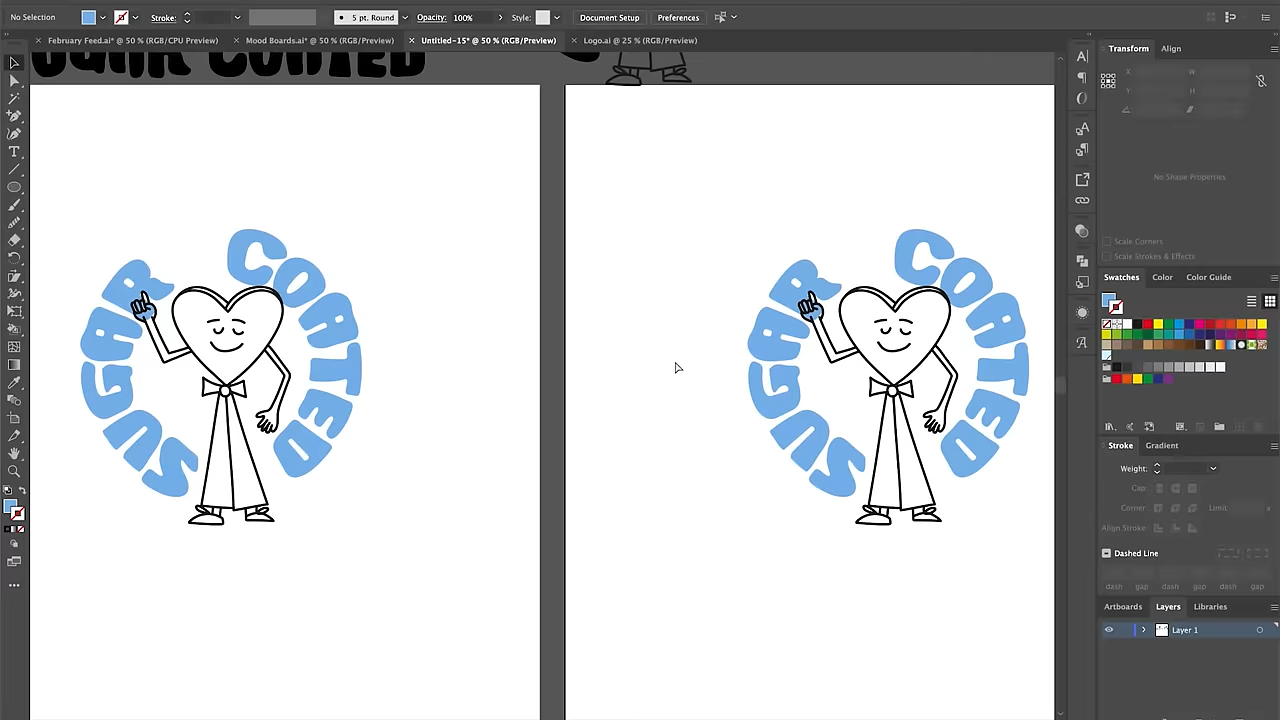 No Selection Stroke: 5 pt. Round Opacity: 100% Style: Document Setup Preferences
× February Feed.ai* @ 50 % (RGB/CPU Preview) × Mood Boards.ai* @ 50 % (RGB/Preview) × Untitled-15* @ 50 % (RGB/Preview) × Logo.ai @ 25 % (RGB/Preview)
SUGAR COATED
SUGAR COATED
SUGAR COATED
Transform Align
X: W:
Y: H:
No Shape Properties
Scale Corners
Scale Strokes & Effects
Swatches Color Color Guide
Stroke Gradient
Weight:
Cap:
Corner: Limit x
Align Stroke:
Dashed Line
dash gap dash gap dash gap
Artboards Layers Libraries
Layer 1